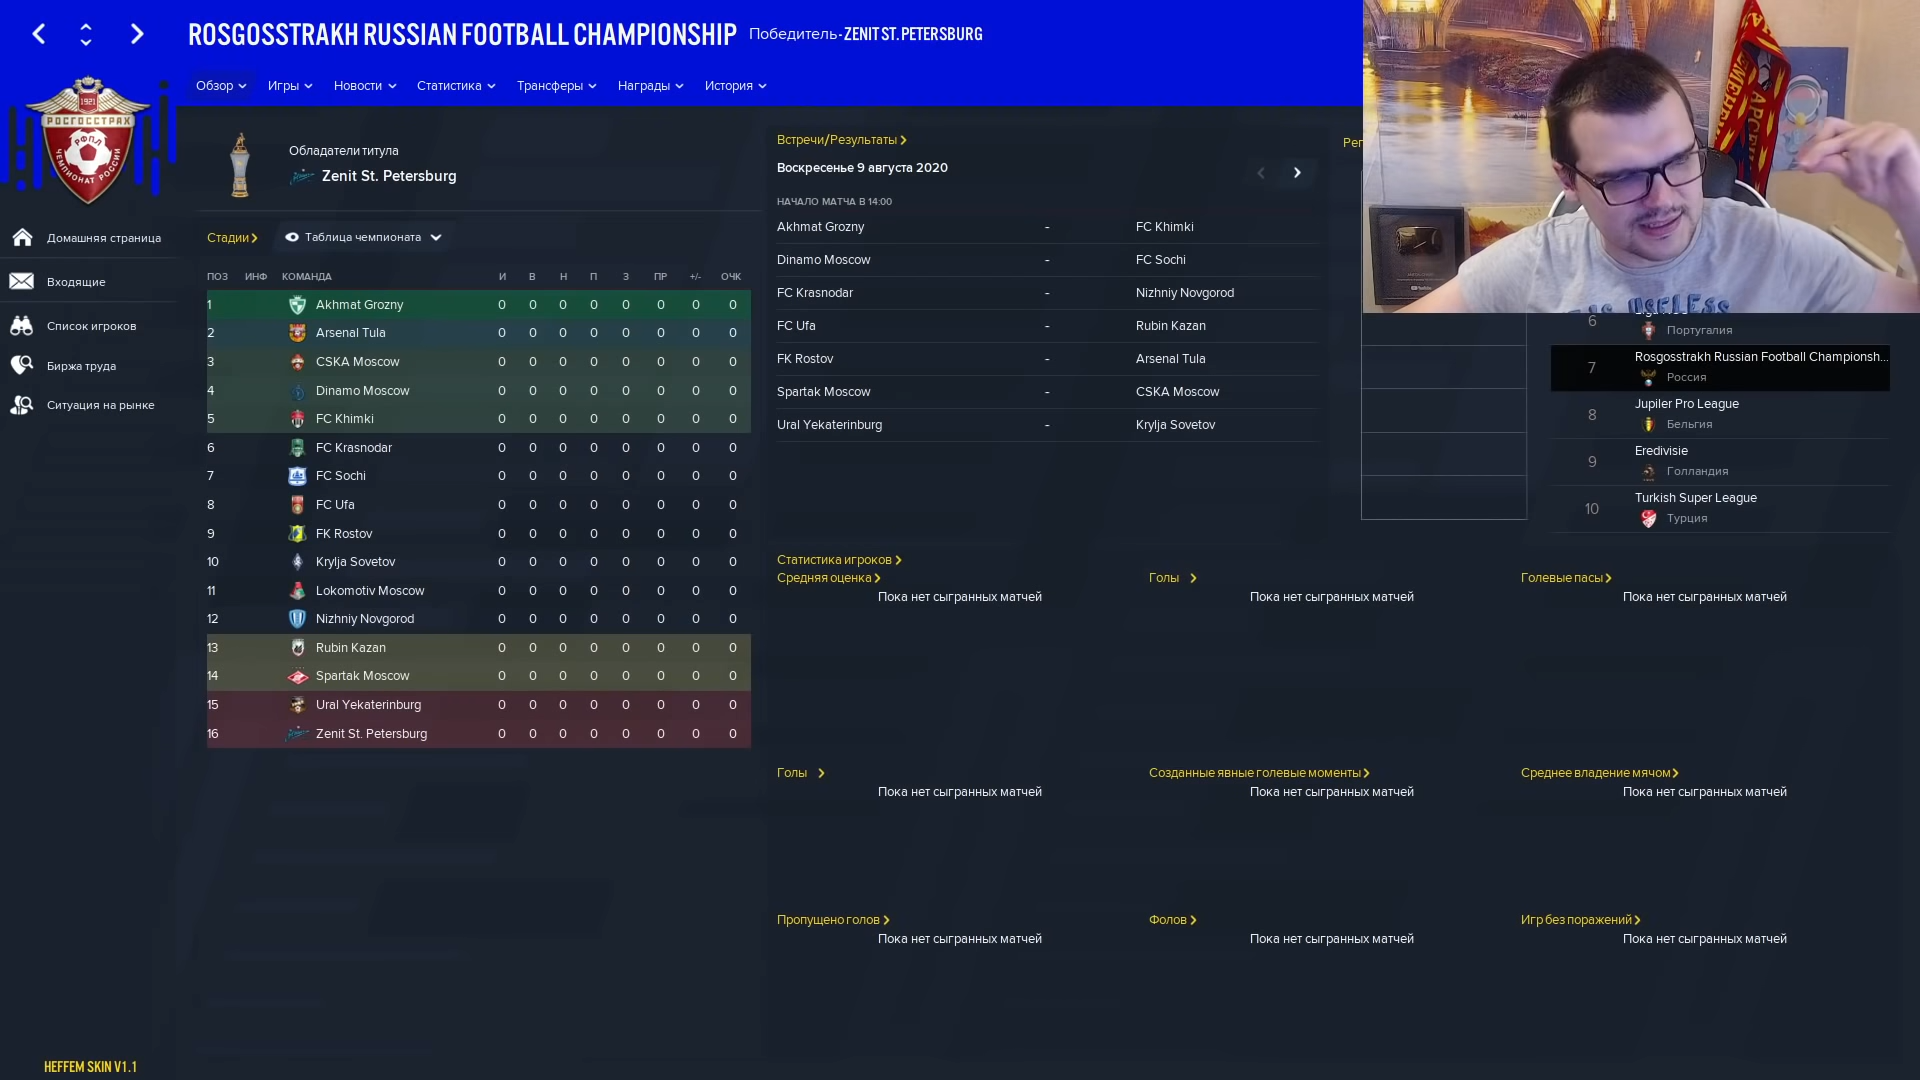 ROSGOSSTRAKH RUSSIAN FOOTBALL CHAMPIONSHIP
Победитель - ZENIT ST. PETERSBURG
Обзор Игры Новости Статистика Трансферы Награды История
1921
РОСГОССТРАХ
РФПЛ
ЧЕМПИОНАТ РОССИИ
Домашняя страница
Входящие
Список игроков
Биржа труда
Ситуация на рынке
HEFFEM SKIN V1.1
Обладатели титула
Zenit St. Petersburg
Стадии
Таблица чемпионата
ПОЗ ИНФ КОМАНДА И В Н П З ПР +/- ОЧК
1 Akhmat Grozny 0 0 0 0 0 0 0 0
2 Arsenal Tula 0 0 0 0 0 0 0 0
3 CSKA Moscow 0 0 0 0 0 0 0 0
4 Dinamo Moscow 0 0 0 0 0 0 0 0
5 FC Khimki 0 0 0 0 0 0 0 0
6 FC Krasnodar 0 0 0 0 0 0 0 0
7 FC Sochi 0 0 0 0 0 0 0 0
8 FC Ufa 0 0 0 0 0 0 0 0
9 FK Rostov 0 0 0 0 0 0 0 0
10 Krylja Sovetov 0 0 0 0 0 0 0 0
11 Lokomotiv Moscow 0 0 0 0 0 0 0 0
12 Nizhniy Novgorod 0 0 0 0 0 0 0 0
13 Rubin Kazan 0 0 0 0 0 0 0 0
14 Spartak Moscow 0 0 0 0 0 0 0 0
15 Ural Yekaterinburg 0 0 0 0 0 0 0 0
16 Zenit St. Petersburg 0 0 0 0 0 0 0 0
Встречи/Результаты
Воскресенье 9 августа 2020
НАЧАЛО МАТЧА В 14:00
Akhmat Grozny - FC Khimki
Dinamo Moscow - FC Sochi
FC Krasnodar - Nizhniy Novgorod
FC Ufa - Rubin Kazan
FK Rostov - Arsenal Tula
Spartak Moscow - CSKA Moscow
Ural Yekaterinburg - Krylja Sovetov
USELESS
6
Португалия
7 Rosgosstrakh Russian Football Championsh...
Россия
8 Jupiler Pro League
Бельгия
9 Eredivisie
Голландия
10 Turkish Super League
Турция
Статистика игроков
Средняя оценка Голы Голевые пасы
Пока нет сыгранных матчей Пока нет сыгранных матчей Пока нет сыгранных матчей
Голы Созданные явные голевые моменты Среднее владение мячом
Пока нет сыгранных матчей Пока нет сыгранных матчей Пока нет сыгранных матчей
Пропущено голов Фолов Игр без поражений
Пока нет сыгранных матчей Пока нет сыгранных матчей Пока нет сыгранных матчей